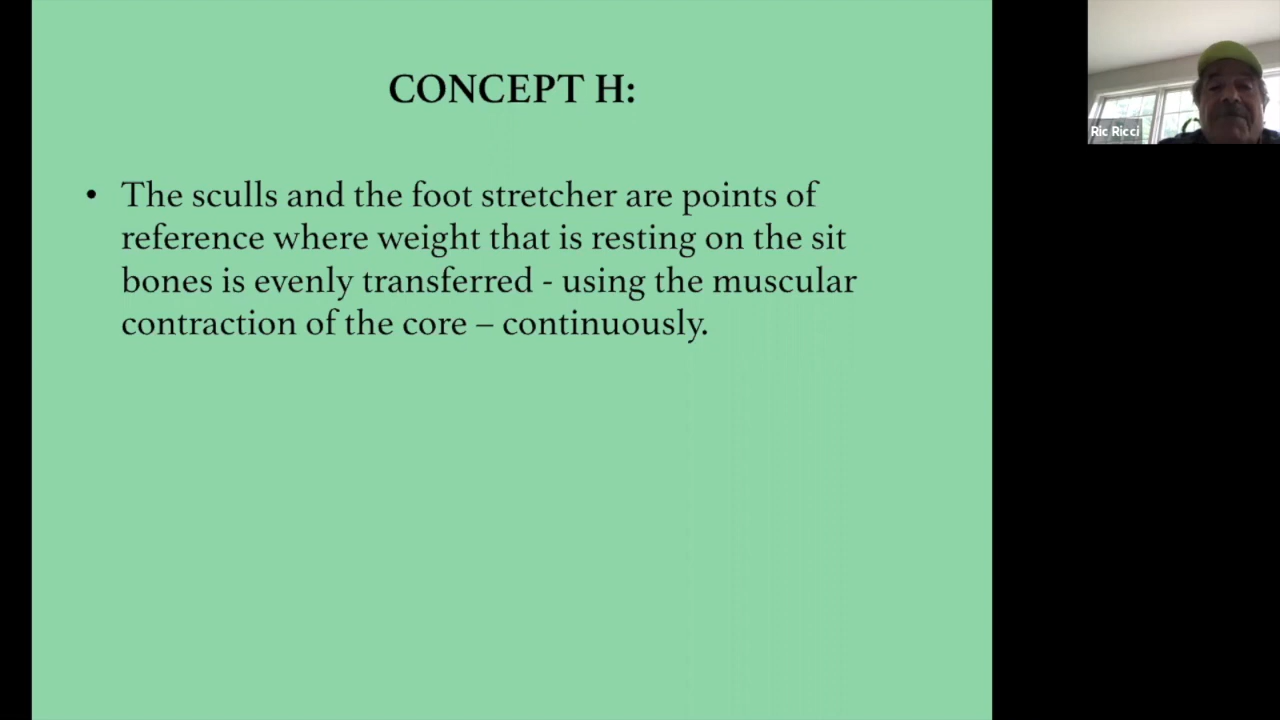 CONCEPT H:
• The sculls and the foot stretcher are points of
reference where weight that is resting on the sit
bones is evenly transferred - using the muscular
contraction of the core – continuously.
Ric Ricci